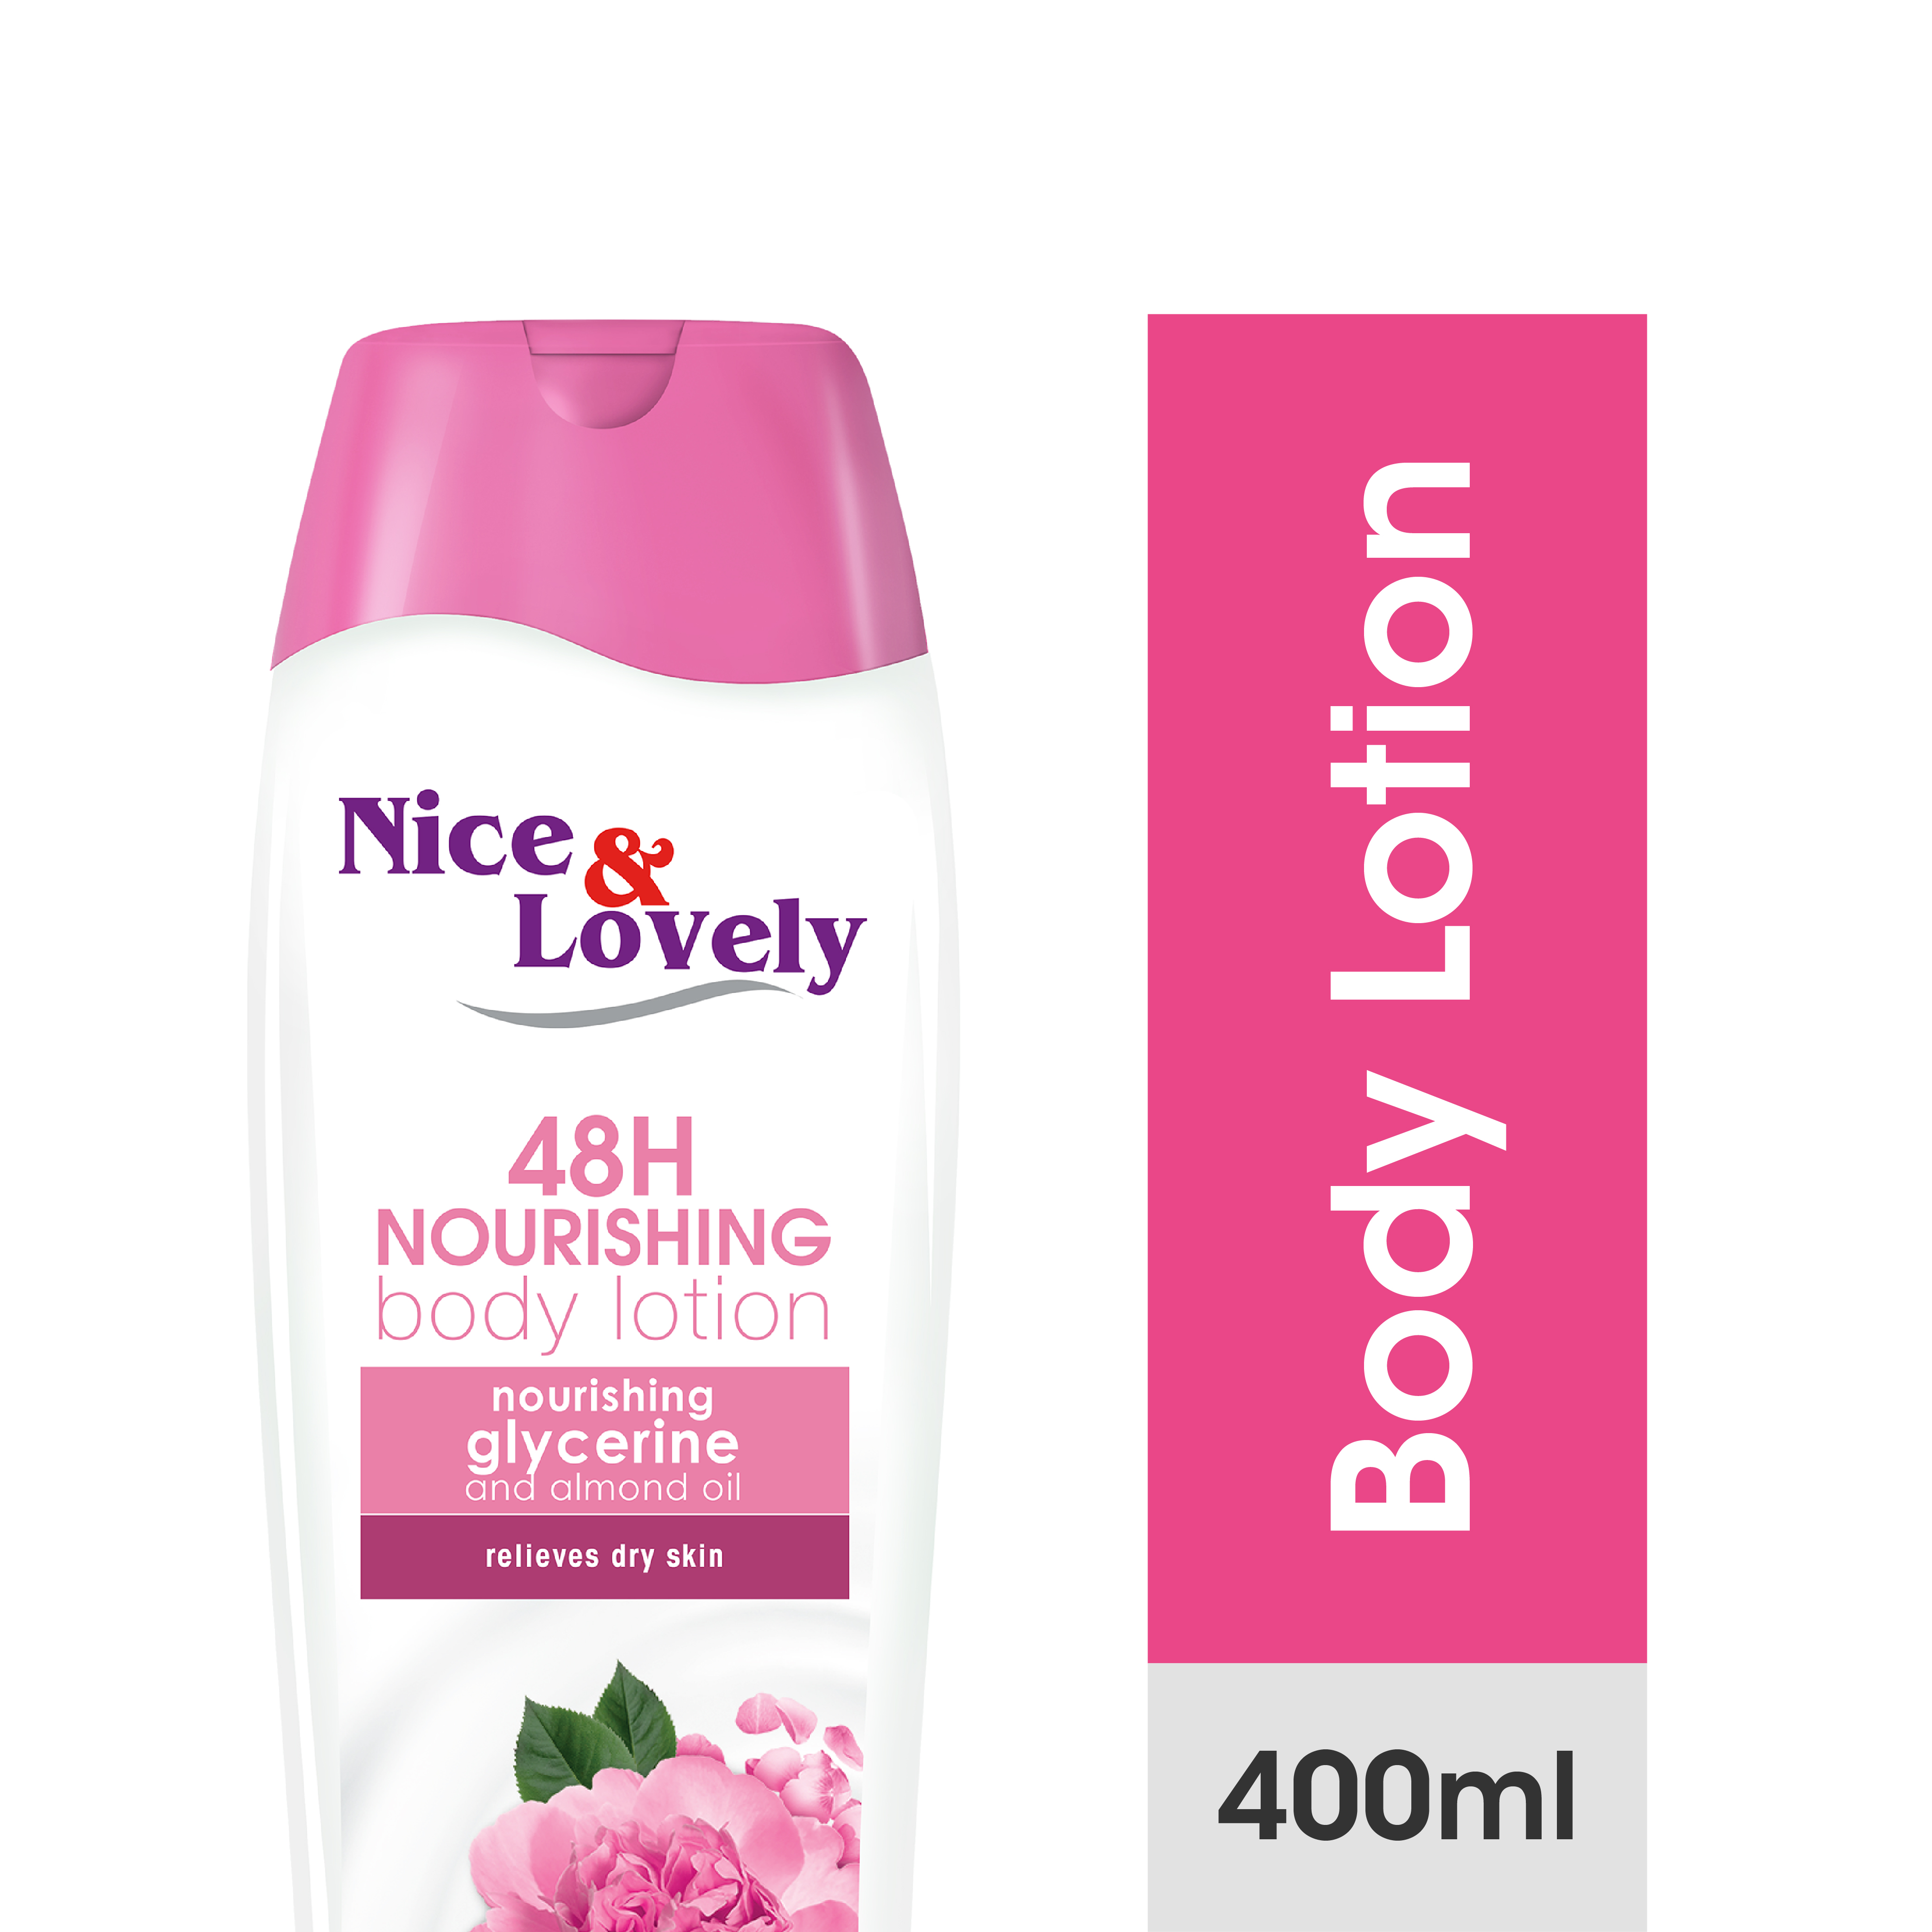 Nice &
Lovely
48H
NOURISHING
body lotion
nourishing
glycerine
and almond oil
relieves dry skin
Body Lotion
400ml